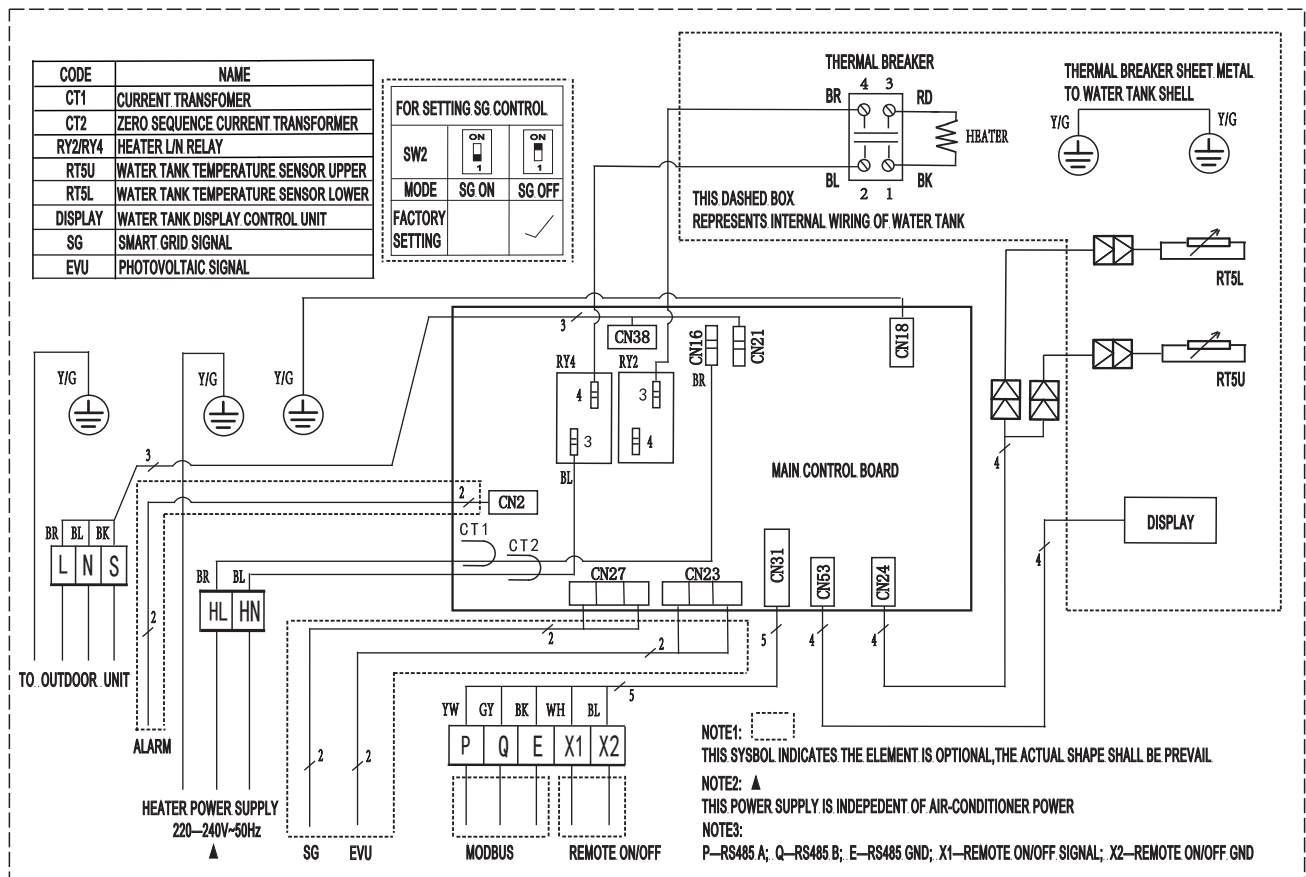 CODE NAME
CT1 CURRENT TRANSFOMER
CT2 ZERO SEQUENCE CURRENT TRANSFORMER
RY2/RY4 HEATER L/N RELAY
RT5U WATER TANK TEMPERATURE SENSOR UPPER
RT5L WATER TANK TEMPERATURE SENSOR LOWER
DISPLAY WATER TANK DISPLAY CONTROL UNIT
SG SMART GRID SIGNAL
EVU PHOTOVOLTAIC SIGNAL
FOR SETTING SG CONTROL
SW2 ON 1 ON 1
MODE SG ON SG OFF
FACTORY
SETTING
THERMAL BREAKER
4 3
BR RD
HEATER
BL BK
2 1
THIS DASHED BOX
REPRESENTS INTERNAL WIRING OF WATER TANK
THERMAL BREAKER SHEET METAL
TO WATER TANK SHELL
Y/G Y/G
RT5L
RT5U
3
CN38
CN16
CN21
CN18
RY4 RY2
BR
4 3
3 4
BL
Y/G Y/G Y/G
MAIN CONTROL BOARD
3
2
CN2
CT1
CT2
4
DISPLAY
4
BR BL BK
L N S
BR BL
HL HN
CN27 CN23
CN31
CN53
CN24
2
2
2
5
4
4
TO OUTDOOR UNIT
ALARM
5
YW GY BK WH BL
P Q E X1 X2
2
2
HEATER POWER SUPPLY
220—240V~50Hz
▲
SG EVU
MODBUS REMOTE ON/OFF
NOTE1:
THIS SYSBOL INDICATES THE ELEMENT IS OPTIONAL,THE ACTUAL SHAPE SHALL BE PREVAIL
NOTE2: ▲
THIS POWER SUPPLY IS INDEPEDENT OF AIR-CONDITIONER POWER
NOTE3:
P—RS485 A; Q—RS485 B; E—RS485 GND; X1—REMOTE ON/OFF SIGNAL; X2—REMOTE ON/OFF GND